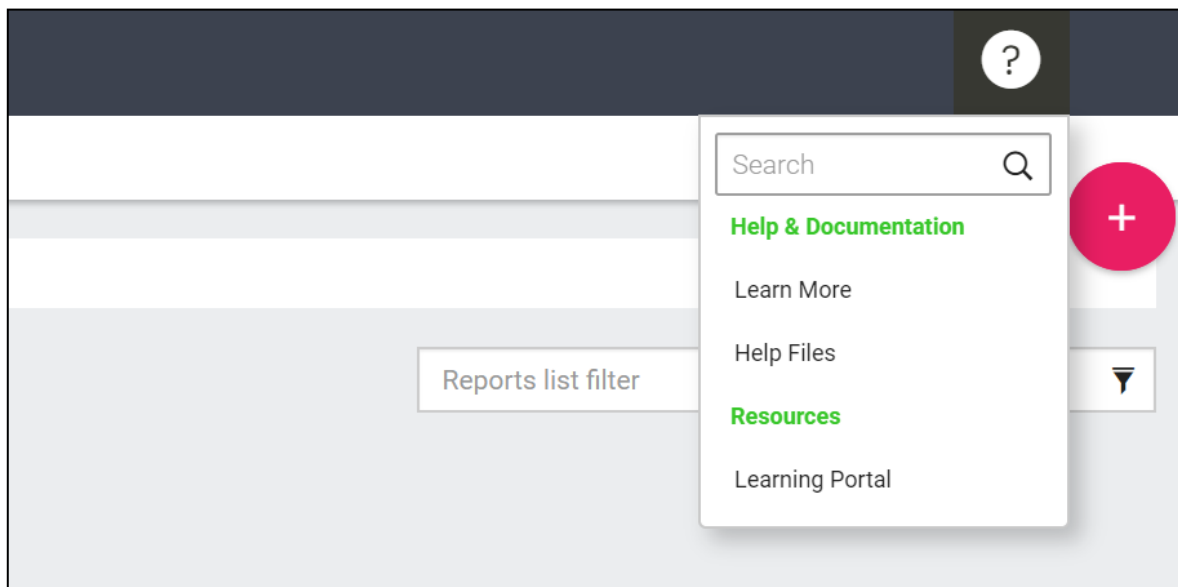 ?
Search
+
Help & Documentation
Learn More
Help Files
Reports list filter
Resources
Learning Portal